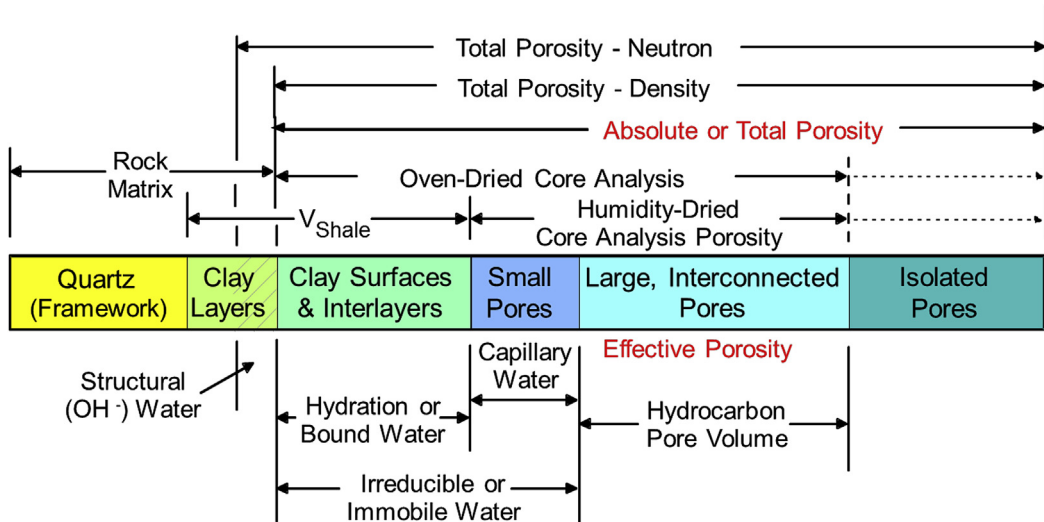 Total Porosity - Neutron
Total Porosity - Density
Absolute or Total Porosity
Rock
Matrix
Oven-Dried Core Analysis
VShale
Humidity-Dried
Core Analysis Porosity
Quartz
(Framework)
Clay
Layers
Clay Surfaces
& Interlayers
Small
Pores
Large, Interconnected
Pores
Isolated
Pores
Structural
(OH -) Water
Capillary
Water
Effective Porosity
Hydration or
Bound Water
Hydrocarbon
Pore Volume
Irreducible or
Immobile Water